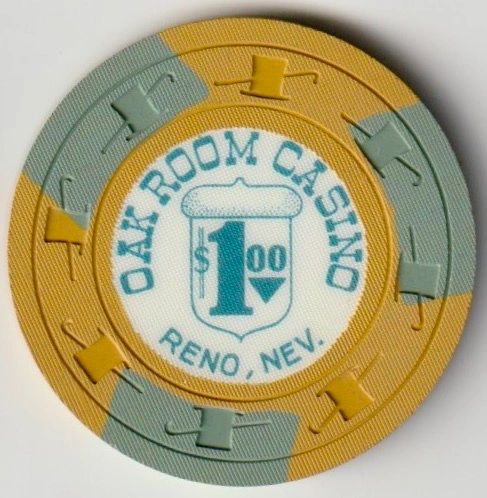 OAK ROOM CASINO
$1.00
RENO, NEV.